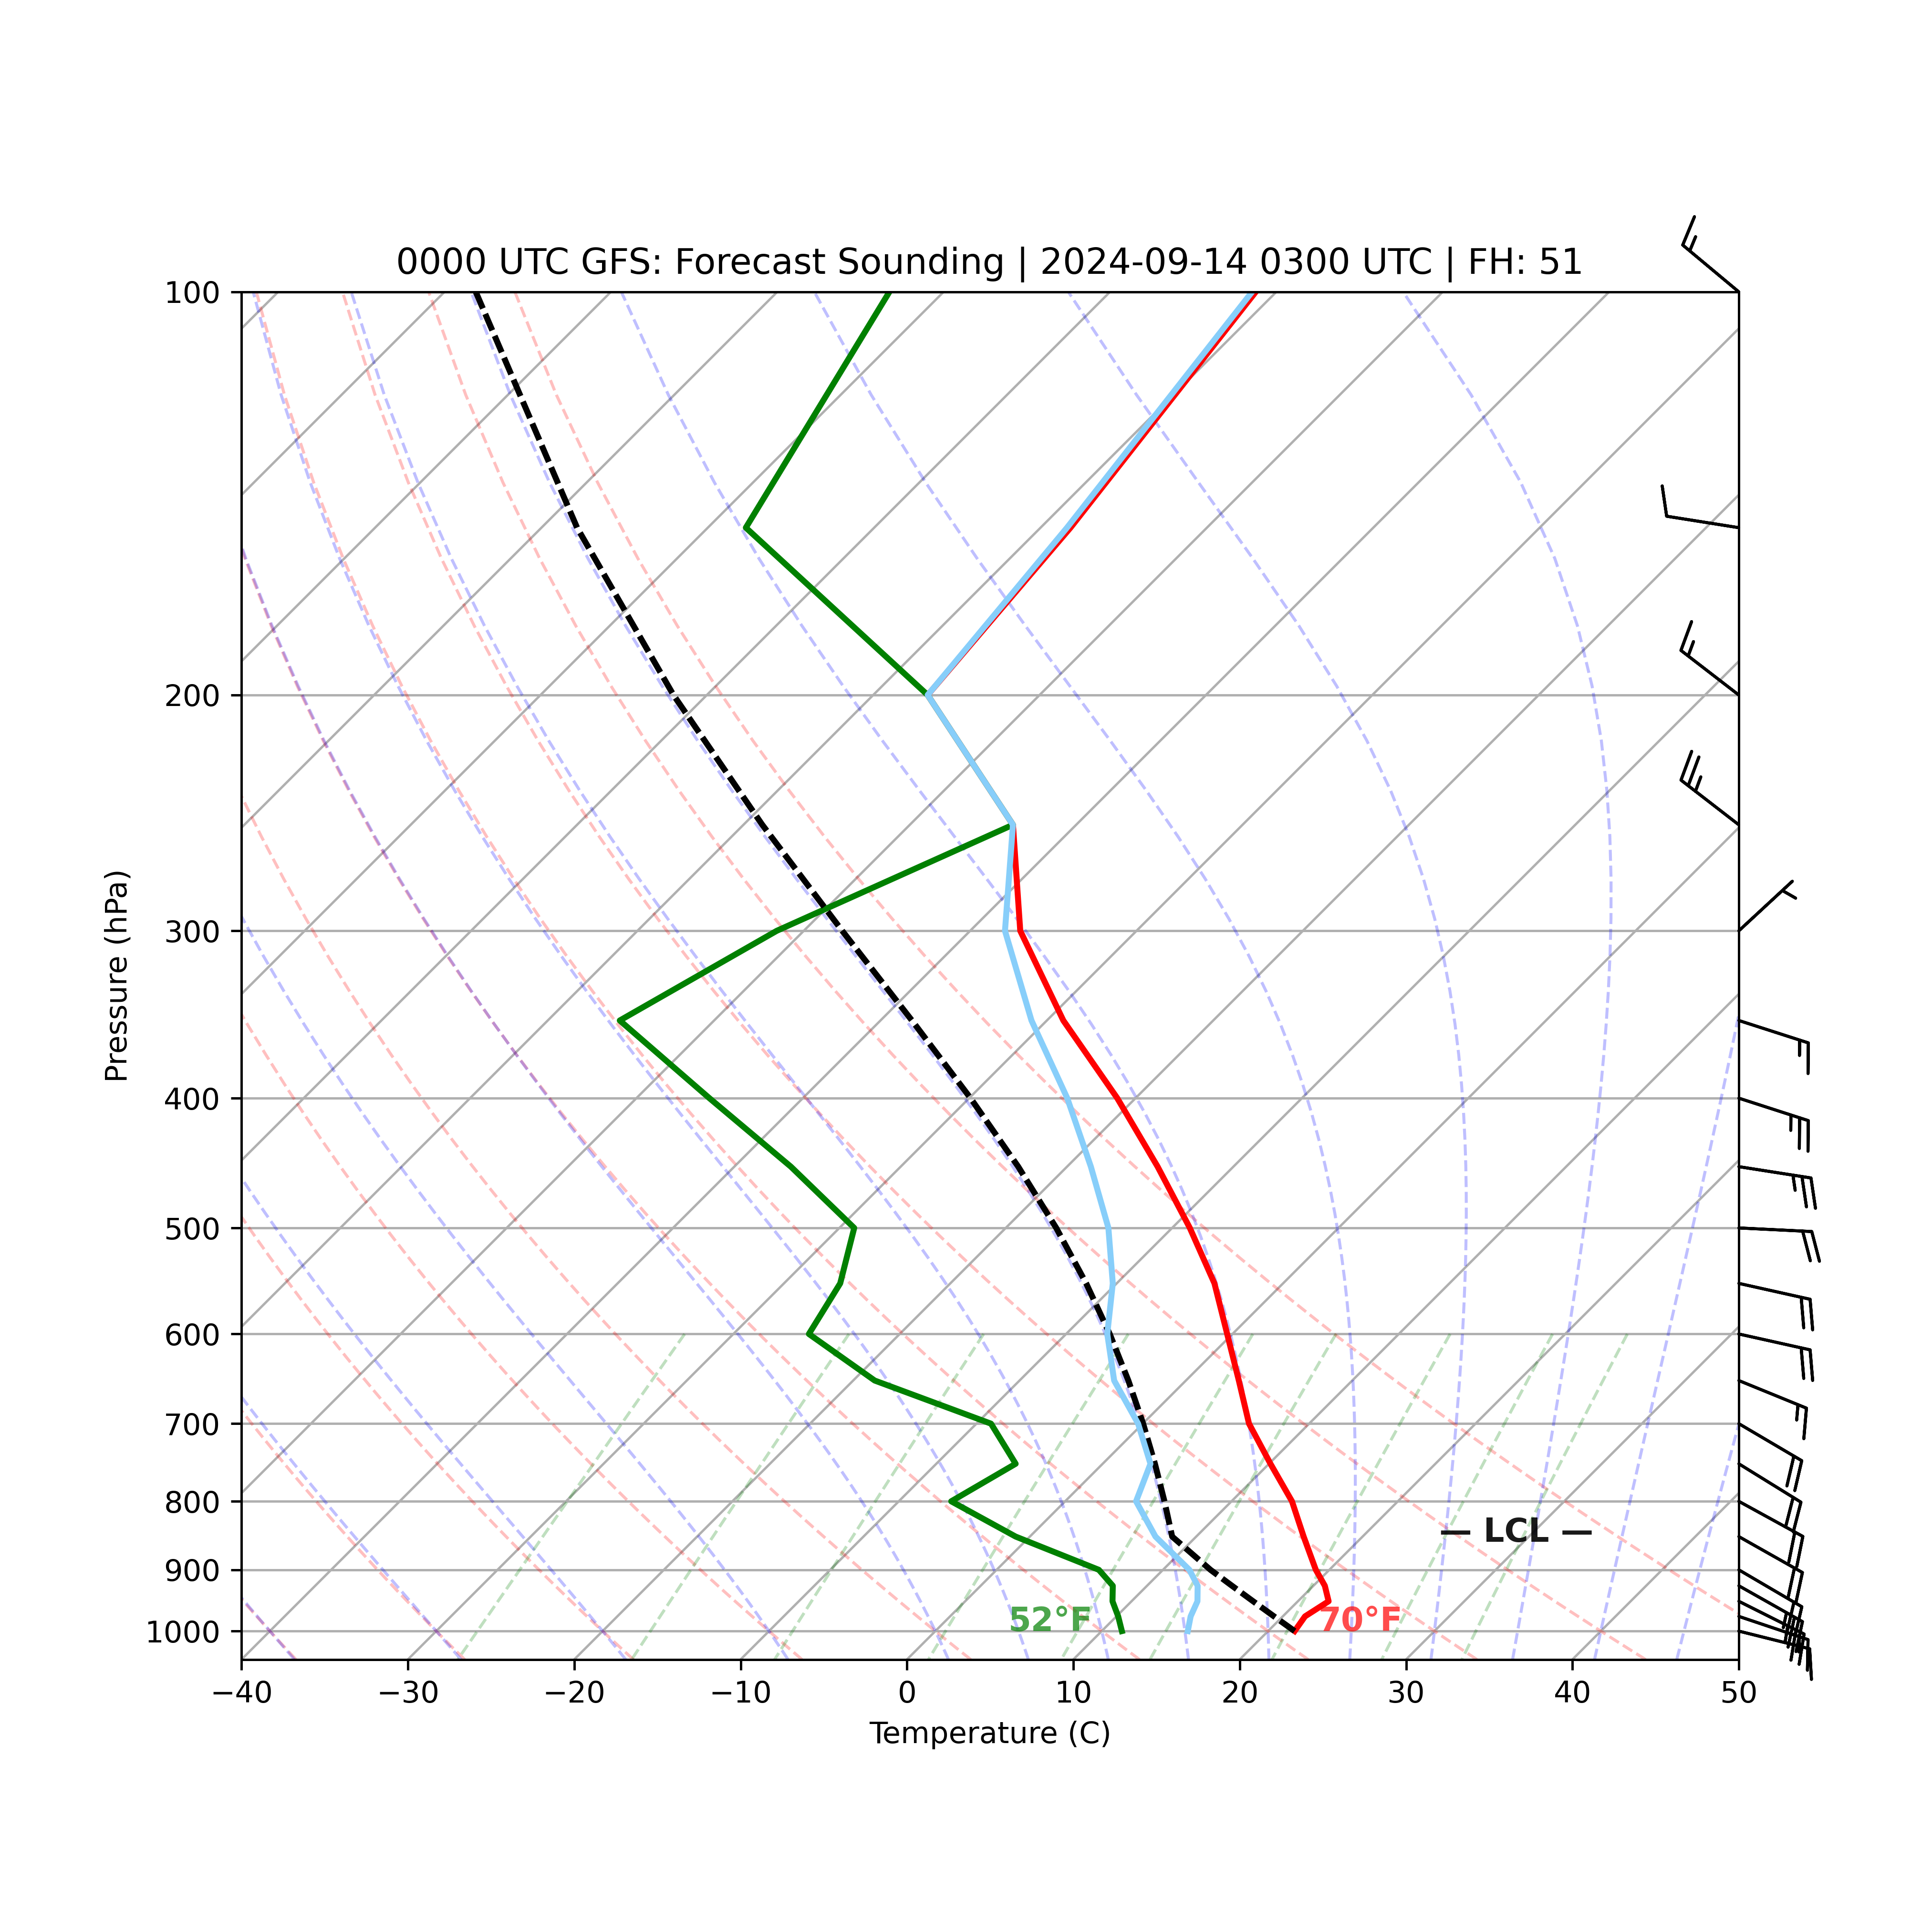 0000 UTC GFS: Forecast Sounding | 2024-09-14 0300 UTC | FH: 51
100
200
300
400
500
600
700
800
900
1000
Pressure (hPa)
— LCL —
52°F
70°F
−40 −30 −20 −10 0 10 20 30 40 50
Temperature (C)